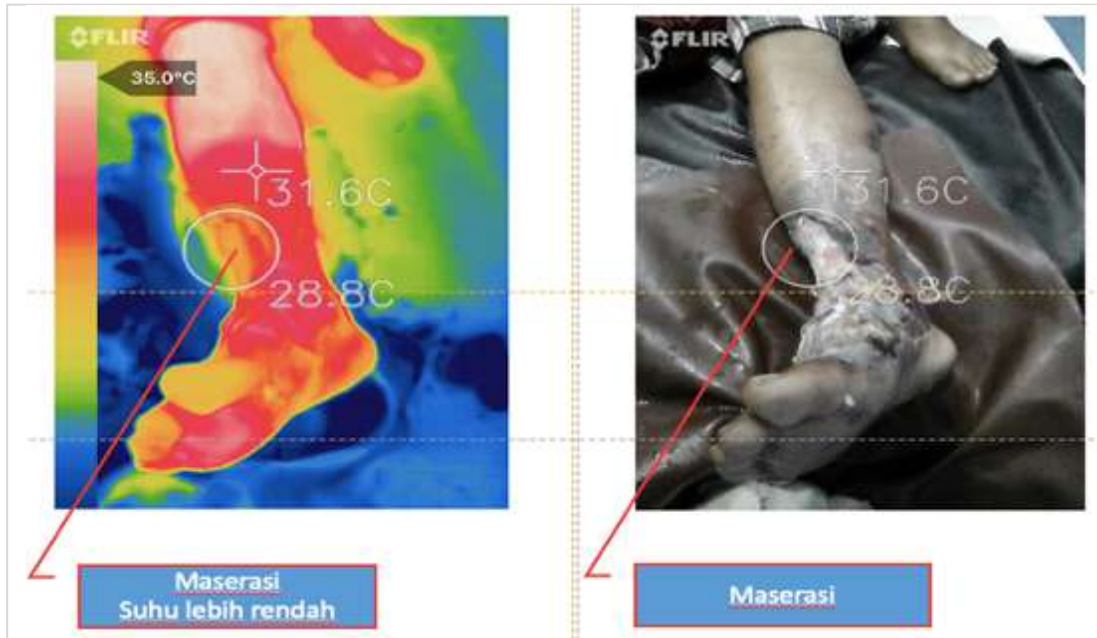 FLIR
35.0°C
31.6C
28.8C
Maserasi
Suhu lebih rendah
FLIR
31.6C
28.8C
Maserasi